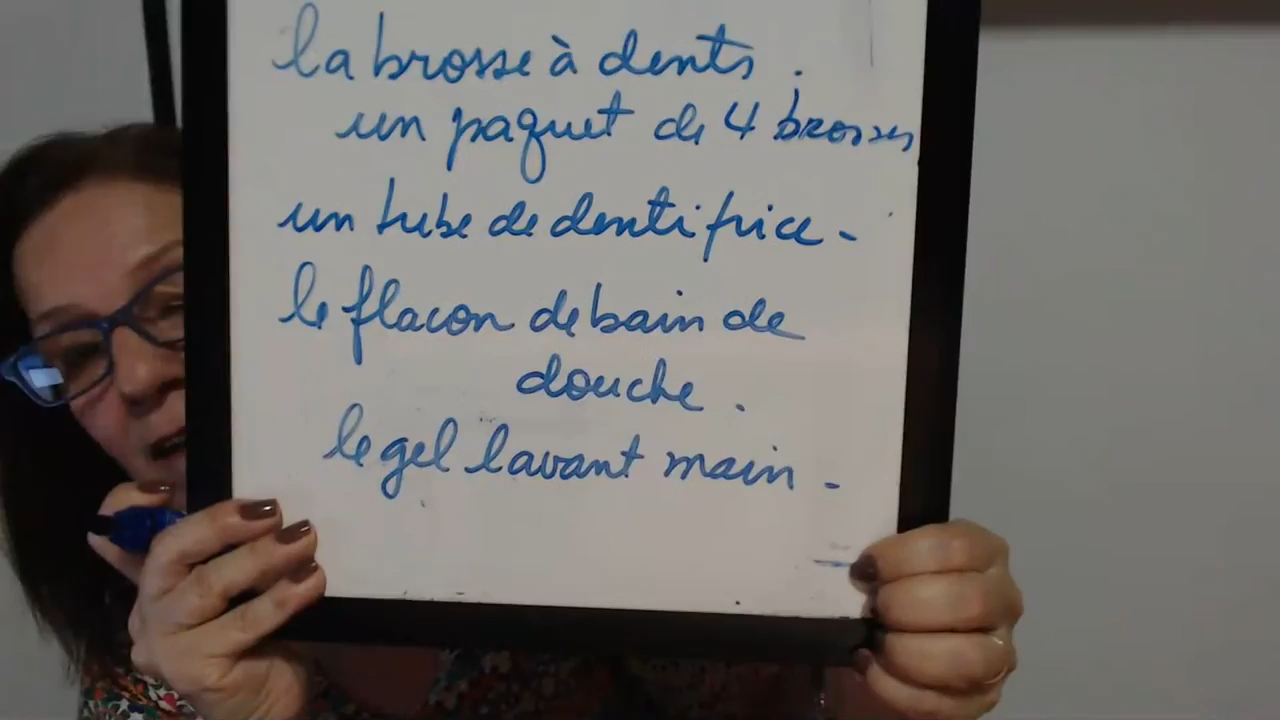 la brosse à dents.
un paquet de 4 brosses
un tube de dentifrice -
le flacon de bain de
douche.
le gel lavant main -